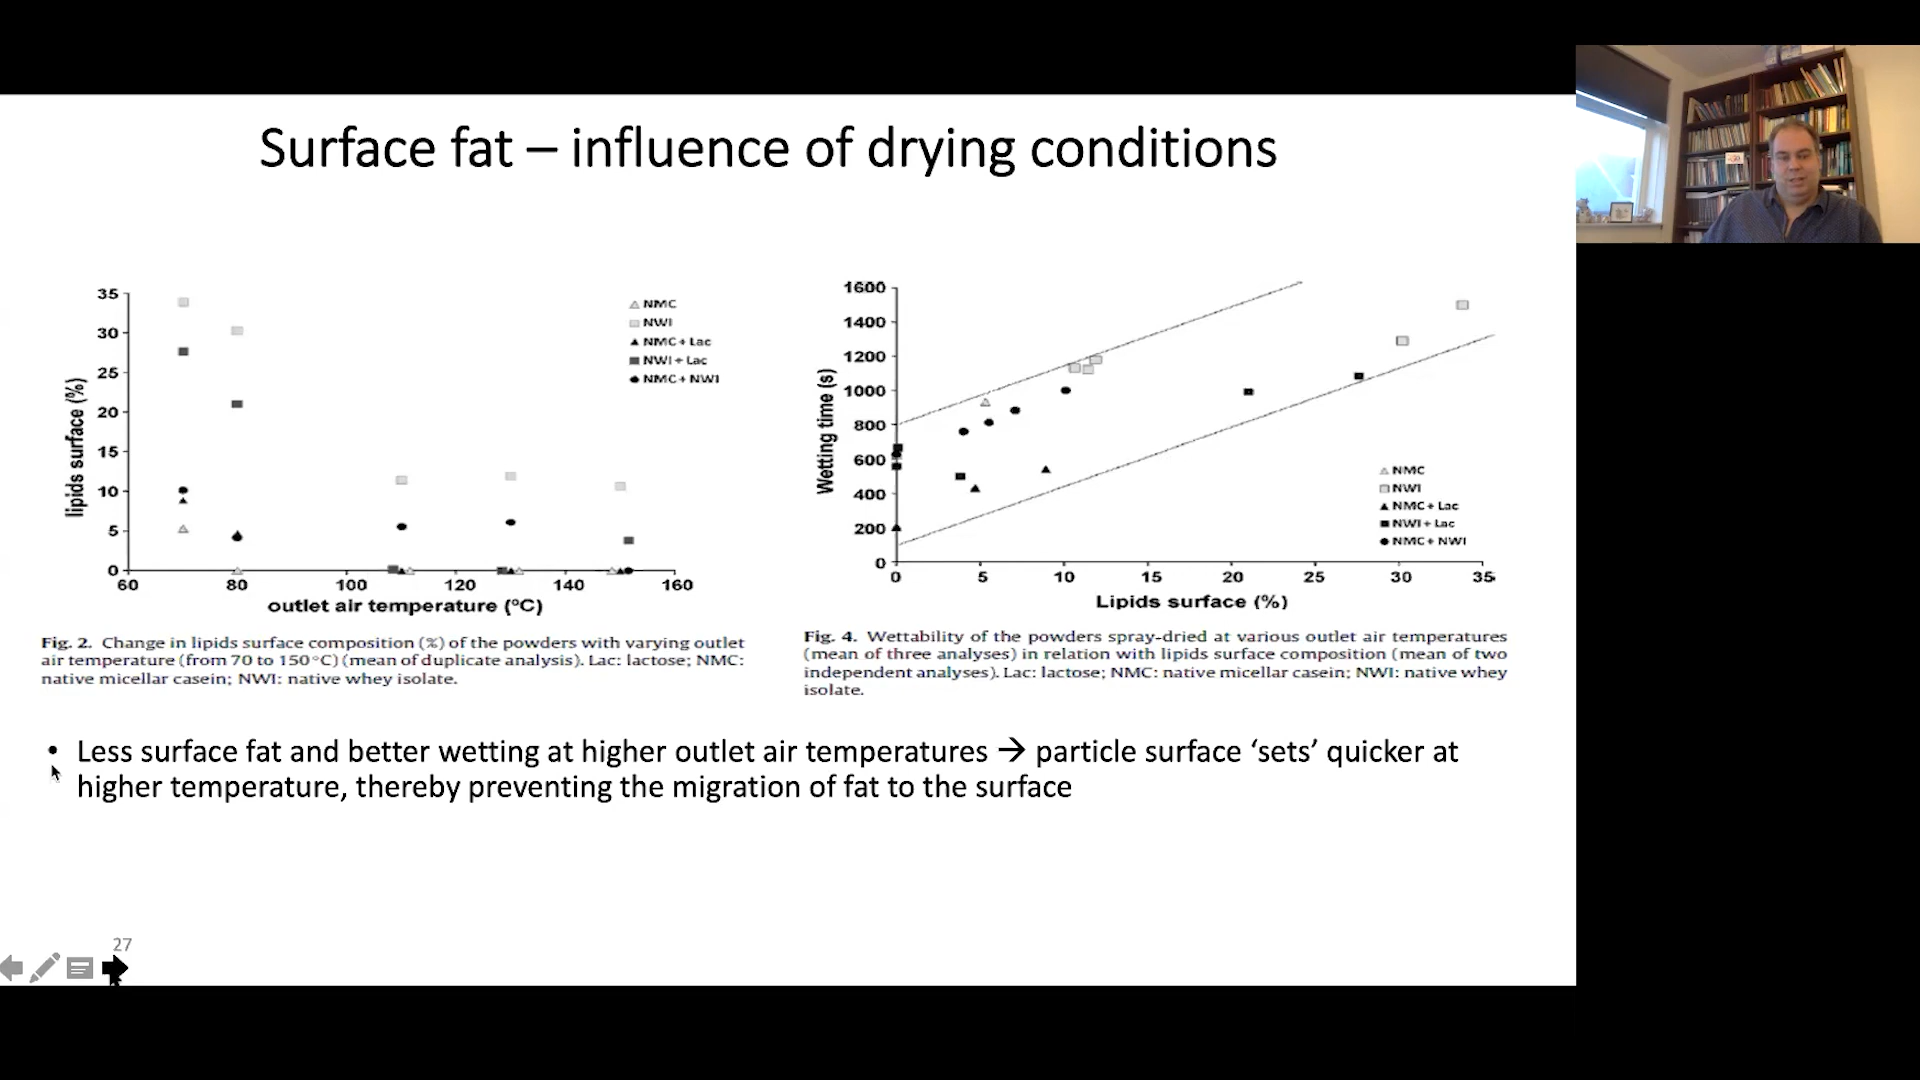 Surface fat – influence of drying conditions
35
30
25
20
15
10
5
0
60
80
100
120
140
160
lipids surface (%)
outlet air temperature (°C)
NMC
NWI
NMC + Lac
NWI + Lac
NMC + NWI
Fig. 2. Change in lipids surface composition (%) of the powders with varying outlet
air temperature (from 70 to 150 °C) (mean of duplicate analysis). Lac: lactose; NMC:
native micellar casein; NWI: native whey isolate.
1600
1400
1200
1000
800
600
400
200
0
0
5
10
15
20
25
30
35
Wetting time (s)
Lipids surface (%)
NMC
NWI
NMC + Lac
NWI + Lac
NMC + NWI
Fig. 4. Wettability of the powders spray-dried at various outlet air temperatures
(mean of three analyses) in relation with lipids surface composition (mean of two
independent analyses). Lac: lactose; NMC: native micellar casein; NWI: native whey
isolate.
• Less surface fat and better wetting at higher outlet air temperatures → particle surface ‘sets’ quicker at
higher temperature, thereby preventing the migration of fat to the surface
27